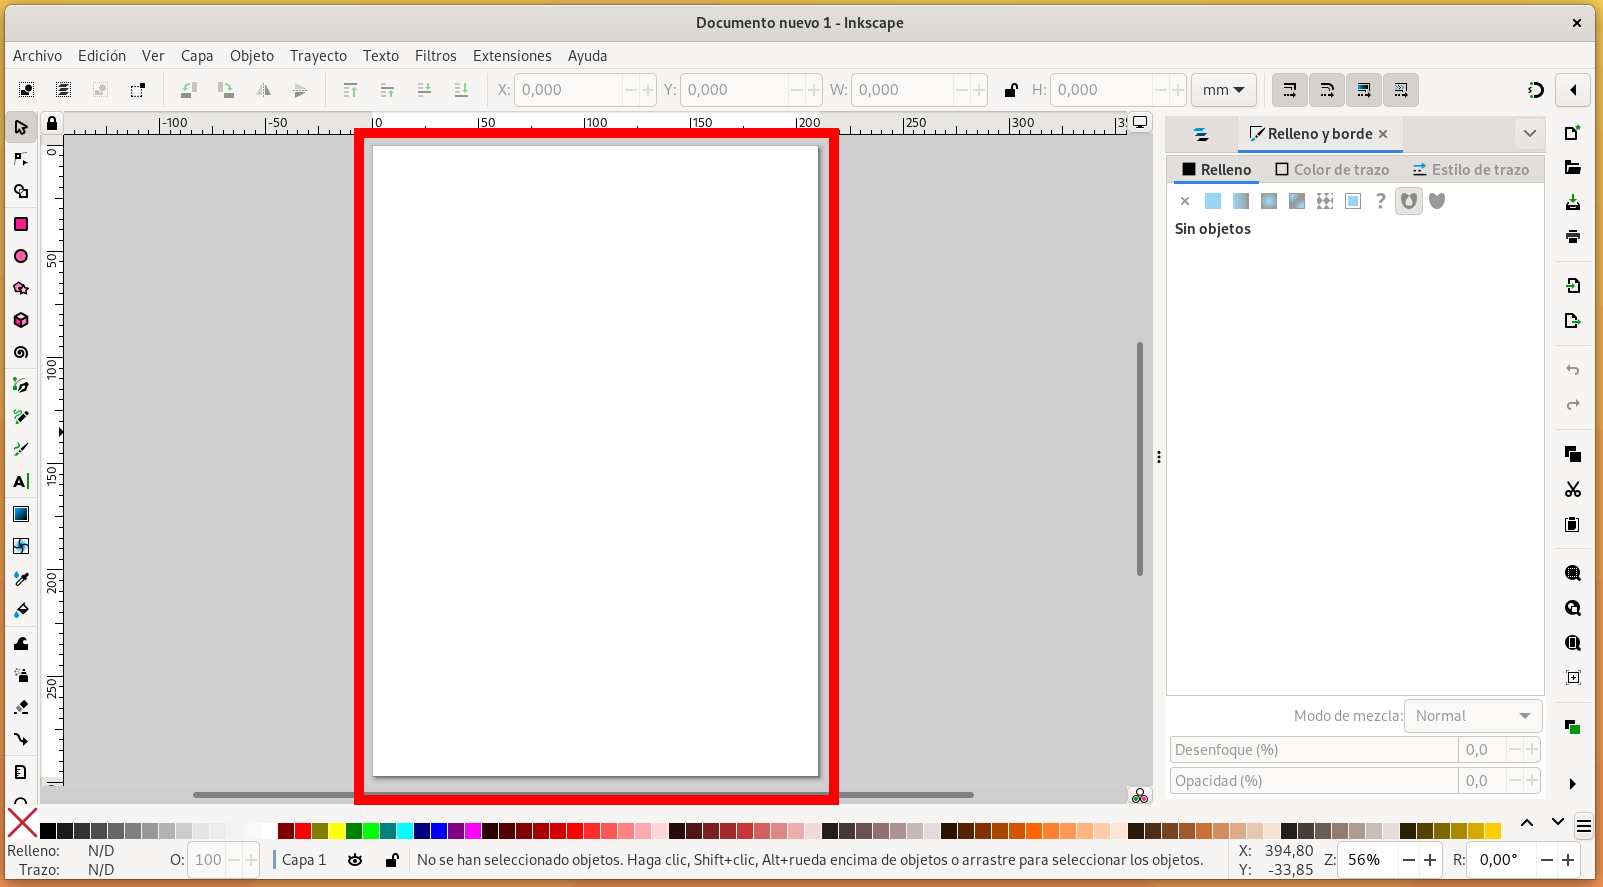 Documento nuevo 1 - Inkscape
Archivo Edición Ver Capa Objeto Trayecto Texto Filtros Extensiones Ayuda
X: 0,000 Y: 0,000 W: 0,000 H: 0,000 mm
-100 -50 0 50 100 150 200 250 300
0
50
100
150
200
250
Relleno y borde
Relleno Color de trazo Estilo de trazo
?
Sin objetos
Modo de mezcla: Normal
Desenfoque (%) 0,0
Opacidad (%) 0,0
Relleno: N/D
Trazo: N/D
O: 100
Capa 1
No se han seleccionado objetos. Haga clic, Shift+clic, Alt+rueda encima de objetos o arrastre para seleccionar los objetos.
X: 394,80
Y: -33,85
Z: 56%
R: 0,00°